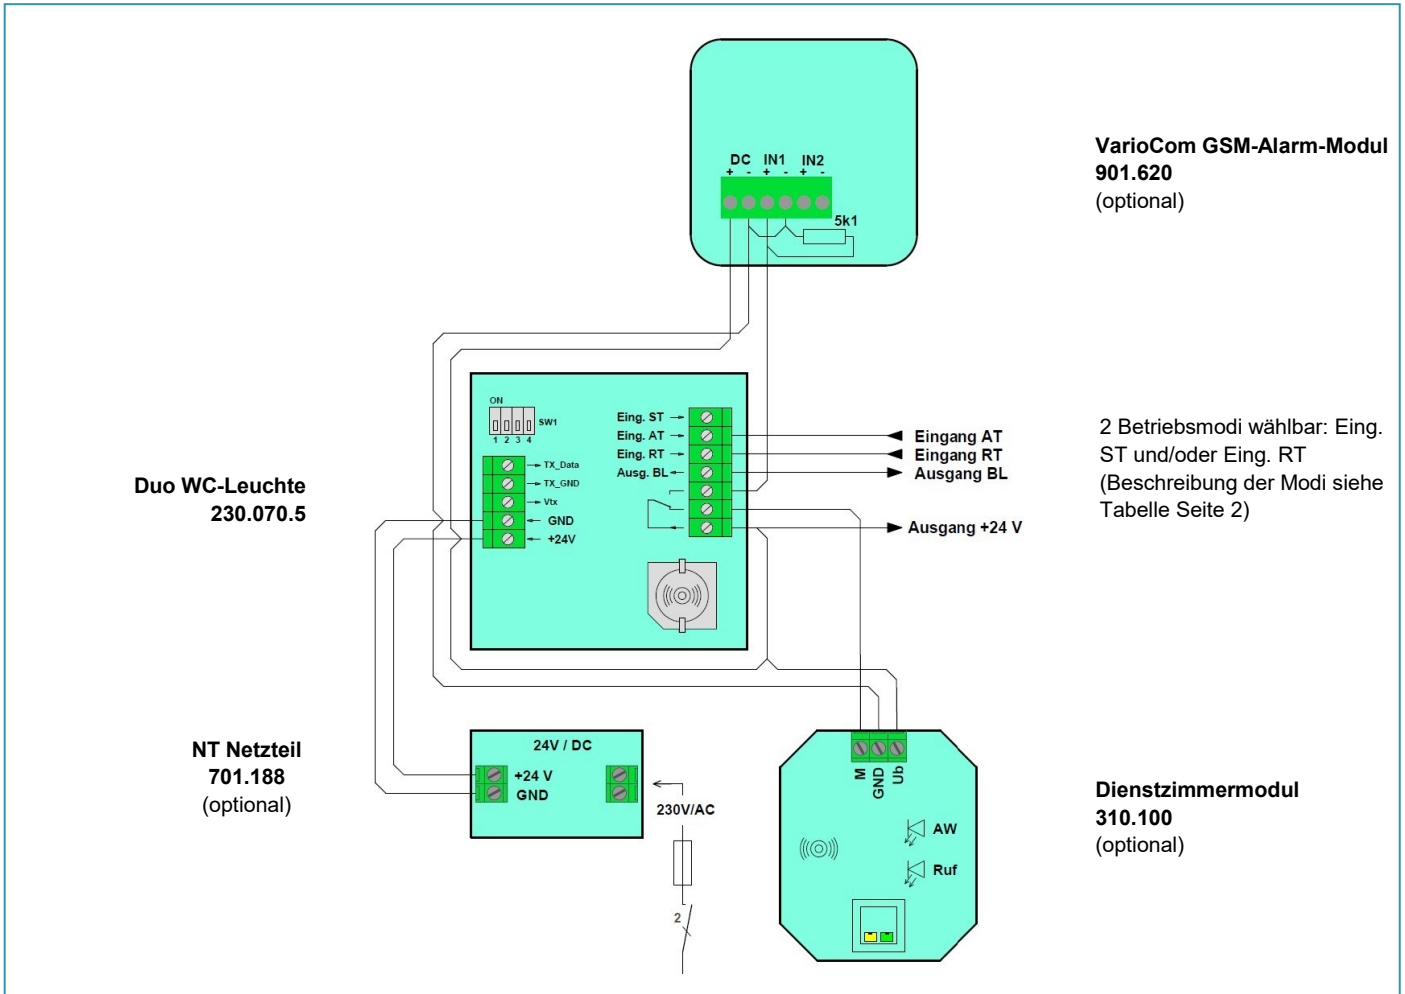 DC IN1 IN2
+ - + - + -
5k1
VarioCom GSM-Alarm-Modul
901.620
(optional)
ON
SW1
1 2 3 4
TX_Data
TX_GND
Vtx
GND
+24V
Eing. ST
Eing. AT
Eing. RT
Ausg. BL
Eingang AT
Eingang RT
Ausgang BL
Ausgang +24 V
2 Betriebsmodi wählbar: Eing.
ST und/oder Eing. RT
(Beschreibung der Modi siehe
Tabelle Seite 2)
Duo WC-Leuchte
230.070.5
NT Netzteil
701.188
(optional)
24V / DC
+24 V
GND
230V/AC
2
M
GND
Ub
AW
Ruf
Dienstzimmermodul
310.100
(optional)